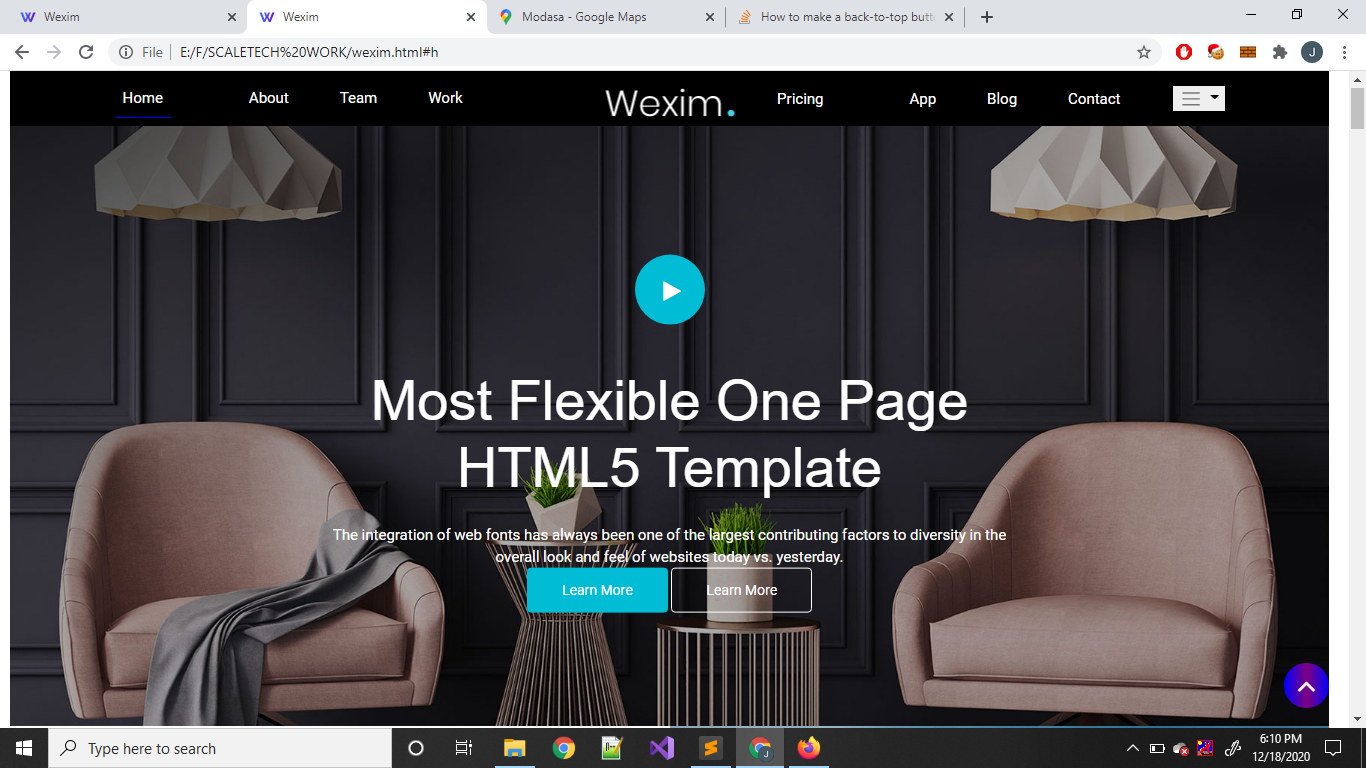 Wexim
Wexim
Modasa - Google Maps
How to make a back-to-top butt
File
E:/F/SCALETECH%20WORK/wexim.html#h
J
Home
About
Team
Work
Wexim.
Pricing
App
Blog
Contact
Most Flexible One Page
HTML5 Template
The integration of web fonts has always been one of the largest contributing factors to diversity in the
overall look and feel of websites today vs. yesterday.
Learn More
Learn More
Type here to search
6:10 PM
12/18/2020